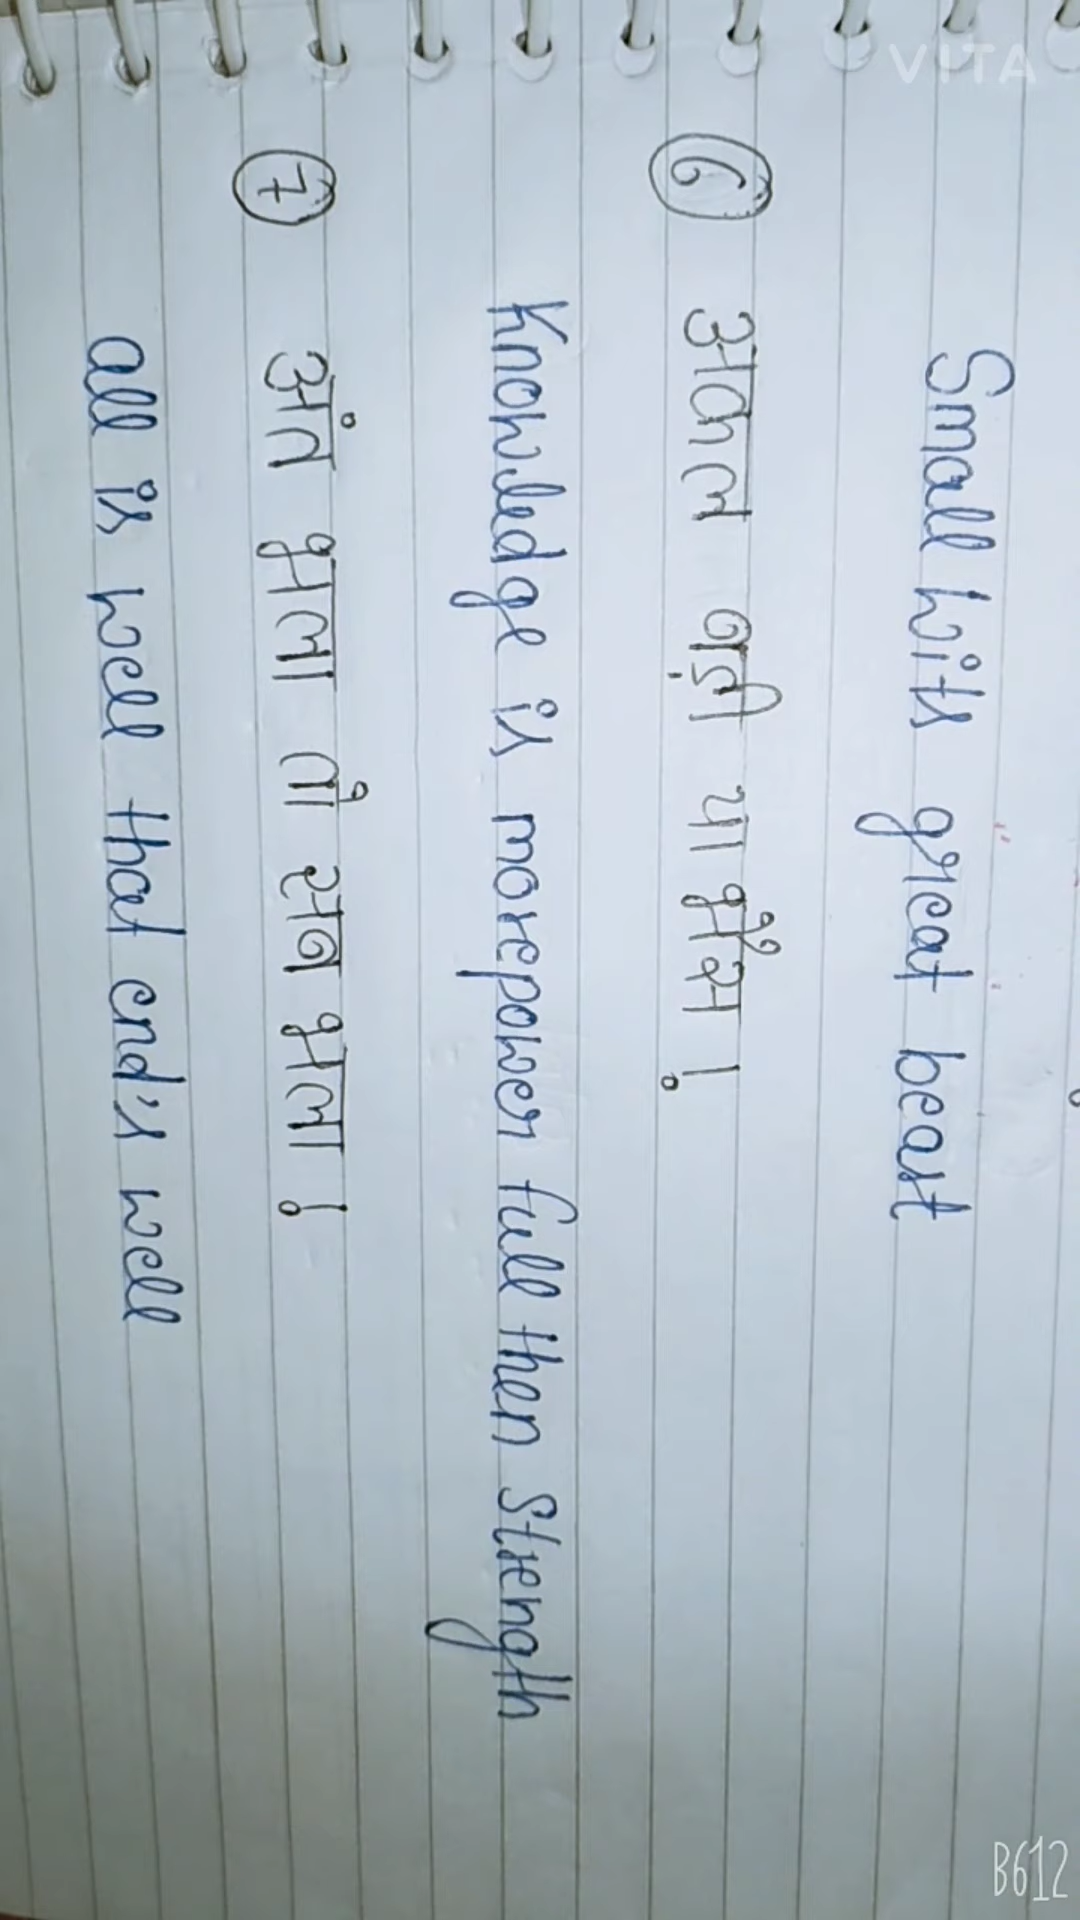 Small wits great beast
6 अकल बड़ी या भैंस !
Knowledge is morepower full then Strength
7 अंत भला तो सब भला !
all is well that end's well
VITA
B612